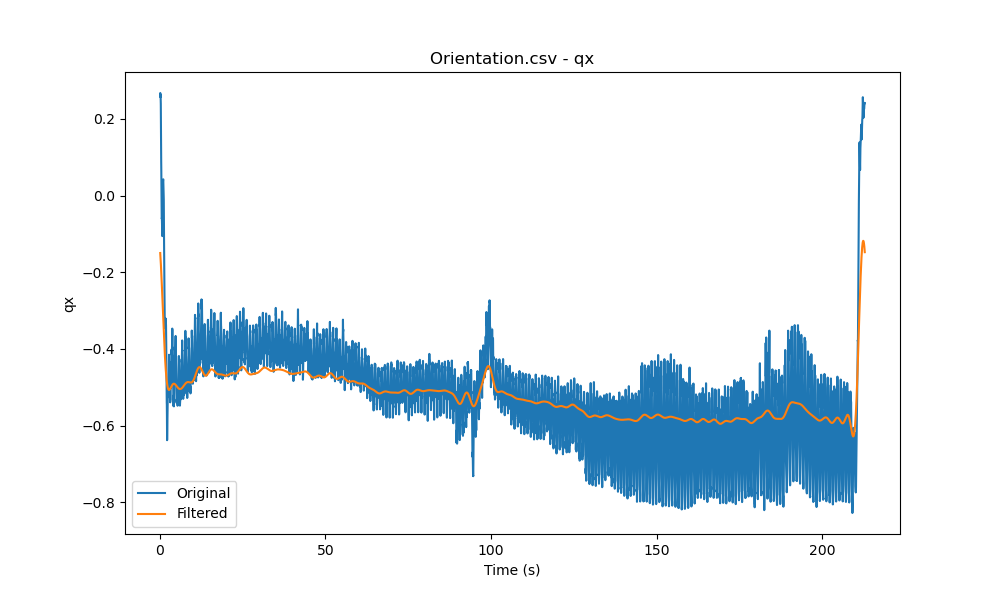 Orientation.csv - qx
qx
0.2
0.0
−0.2
−0.4
−0.6
−0.8
Original
Filtered
0 50 100 150 200
Time (s)